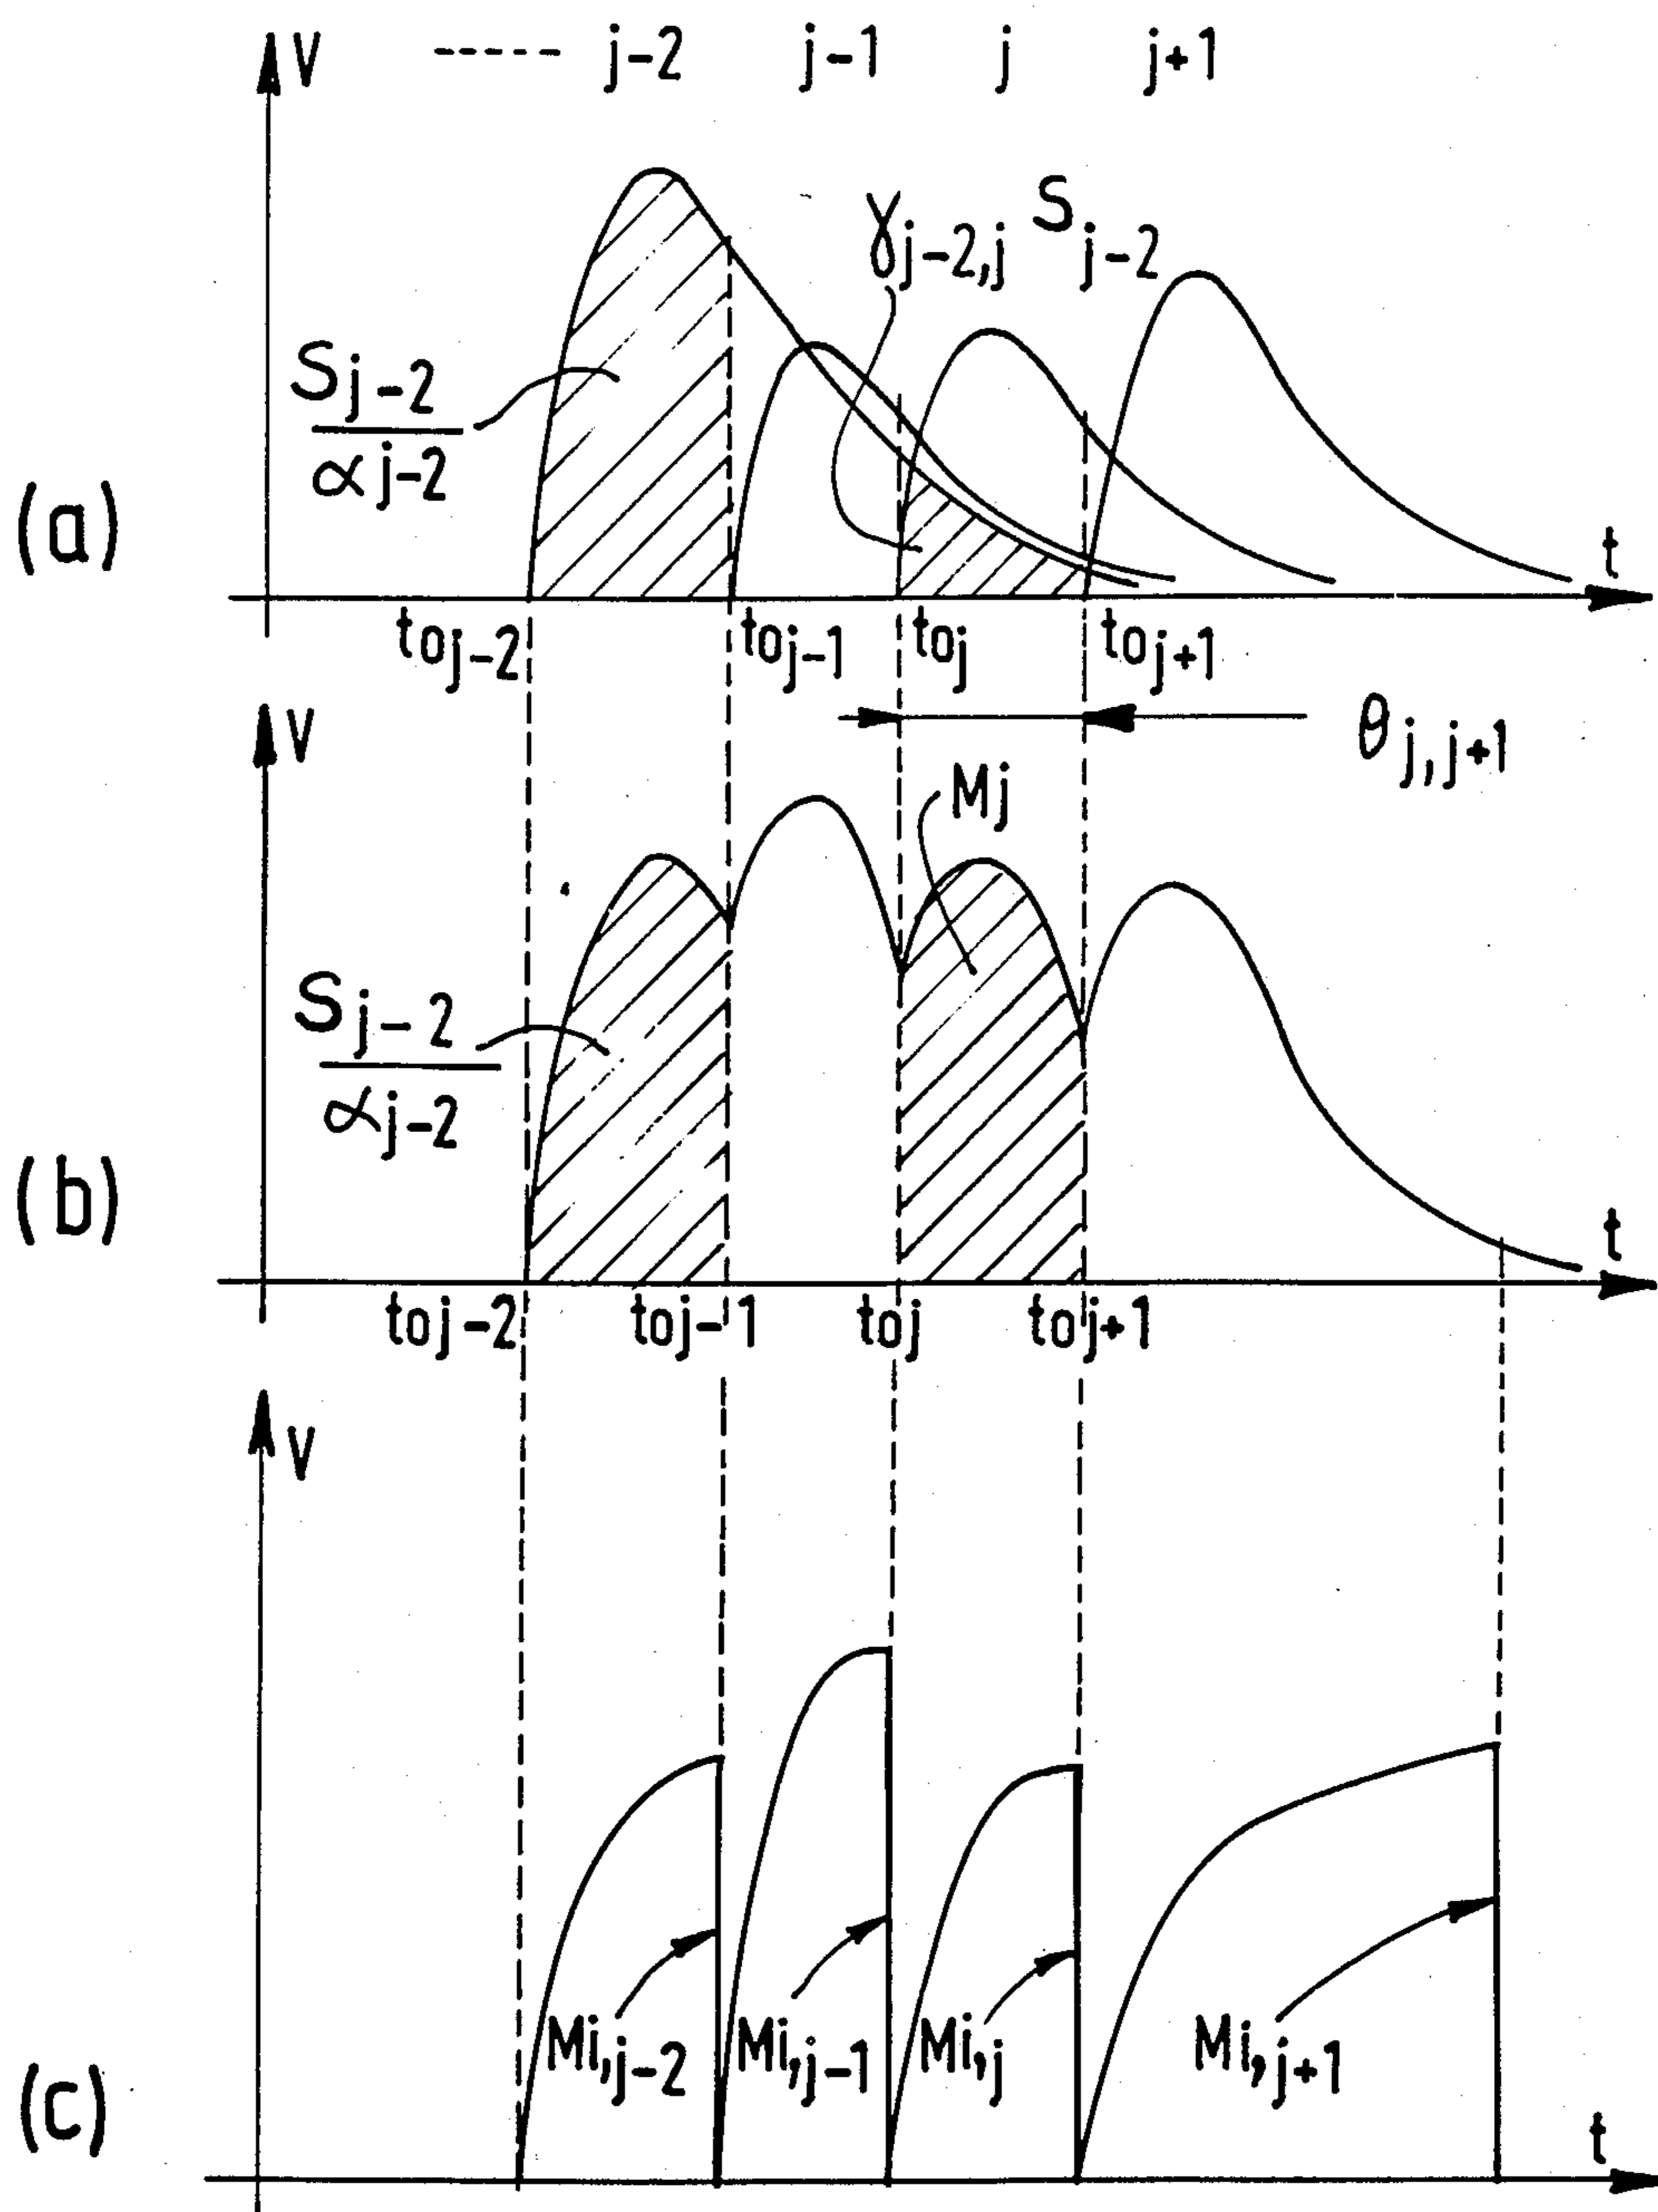 V ----- j-2 j-1 j j+1
γj-2,j Sj-2
Sj-2
αj-2
(a)
t
toj-2 toj-1 toj toj+1
V
θj,j+1
Mj
Sj-2
αj-2
(b)
t
toj-2 toj-1 toj toj+1
V
Mi,j-2 Mi,j-1 Mi,j Mi,j+1
(c)
t